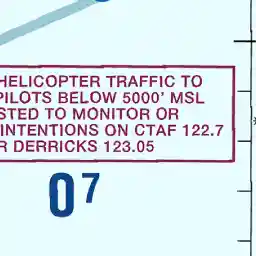 HELICOPTER TRAFFIC TO
PILOTS BELOW 5000' MSL
STED TO MONITOR OR
INTENTIONS ON CTAF 122.7
R DERRICKS 123.05
07